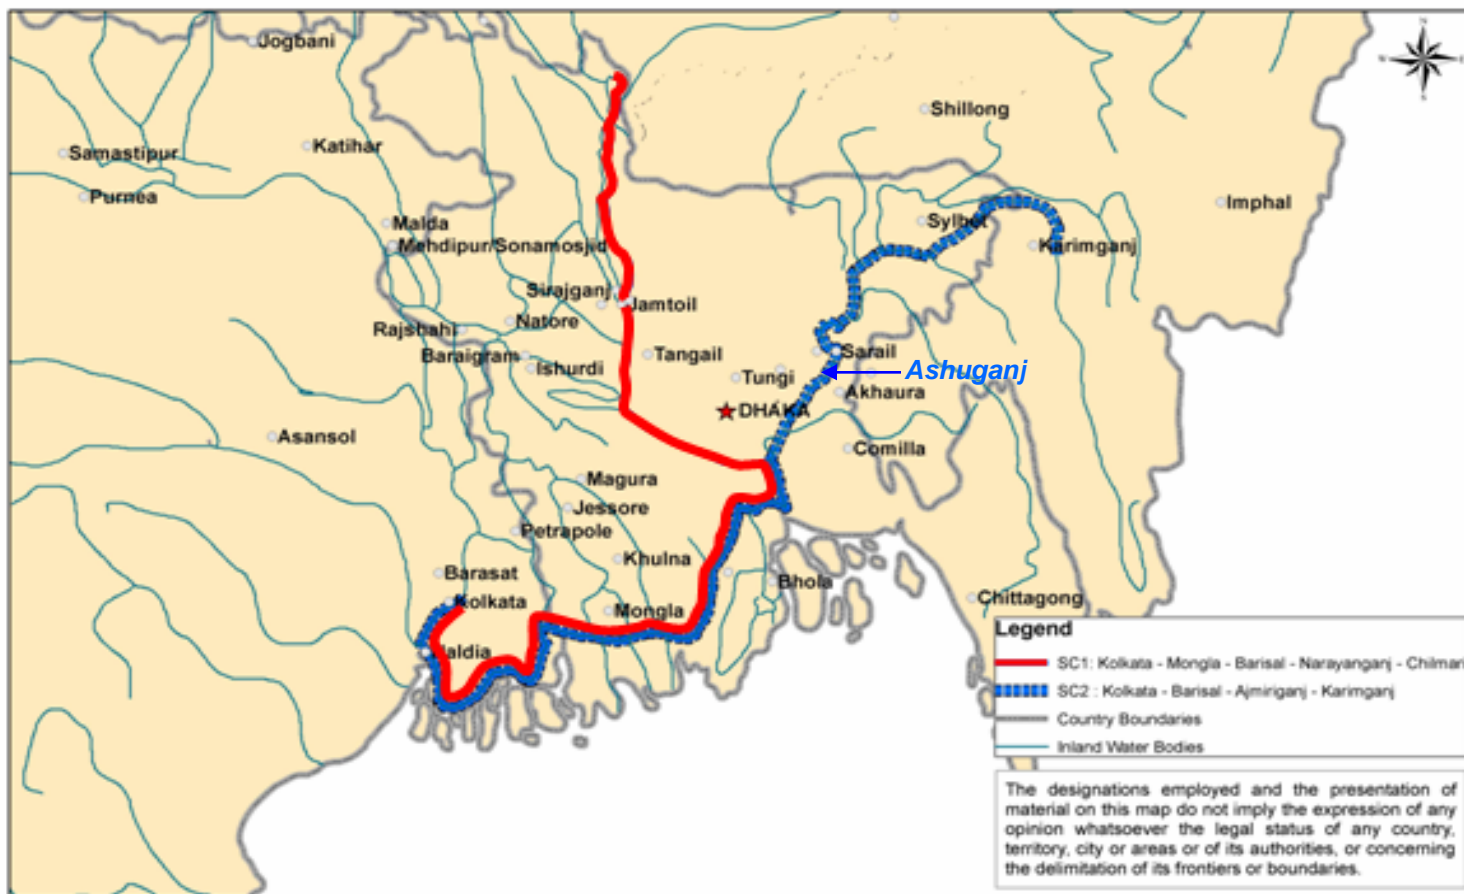 N
Jogbani
Shillong
Samastipur
Katihar
Purnea
Imphal
Malda
Sylhet
Mehdipur/Sonamosjid
Karimganj
Sirajganj
Jamtoil
Natore
Rajshahi
Baraigram
Tangail
Sarail
Ishurdi
Tungi
Ashuganj
Akhaura
DHAKA
Asansol
Comilla
Magura
Jessore
Petrapole
Khulna
Barasat
Bhola
Kolkata
Mongla
Chittagong
Haldia
Legend
SC1: Kolkata - Mongla - Barisal - Narayanganj - Chilmari
SC2 : Kolkata - Barisal - Ajmiriganj - Karimganj
Country Boundaries
Inland Water Bodies
The designations employed and the presentation of
material on this map do not imply the expression of any
opinion whatsoever the legal status of any country,
territory, city or areas or of its authorities, or concerning
the delimitation of its frontiers or boundaries.